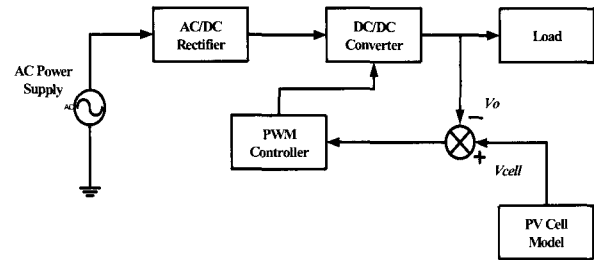 AC/DC
Rectifier
DC/DC
Converter
Load
AC Power
Supply
AC
Vo
−
PWM
Controller
+
Vcell
PV Cell
Model